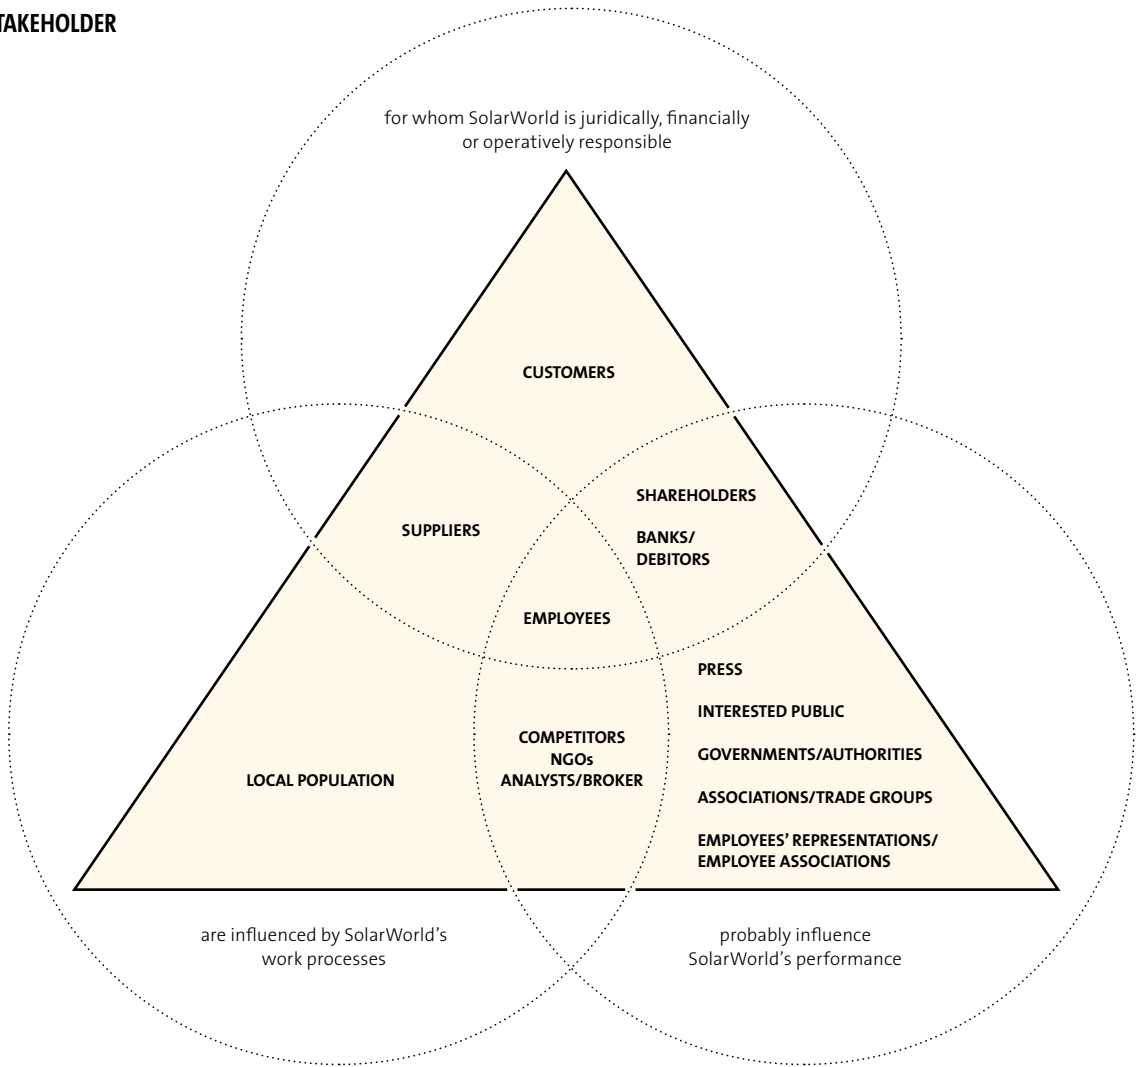 TAKEHOLDER
for whom SolarWorld is juridically, financially
or operatively responsible
CUSTOMERS
SHAREHOLDERS
SUPPLIERS
BANKS/
DEBITORS
EMPLOYEES
PRESS
INTERESTED PUBLIC
COMPETITORS
NGOs
ANALYSTS/BROKER
GOVERNMENTS/AUTHORITIES
LOCAL POPULATION
ASSOCIATIONS/TRADE GROUPS
EMPLOYEES’ REPRESENTATIONS/
EMPLOYEE ASSOCIATIONS
are influenced by SolarWorld’s
work processes
probably influence
SolarWorld’s performance